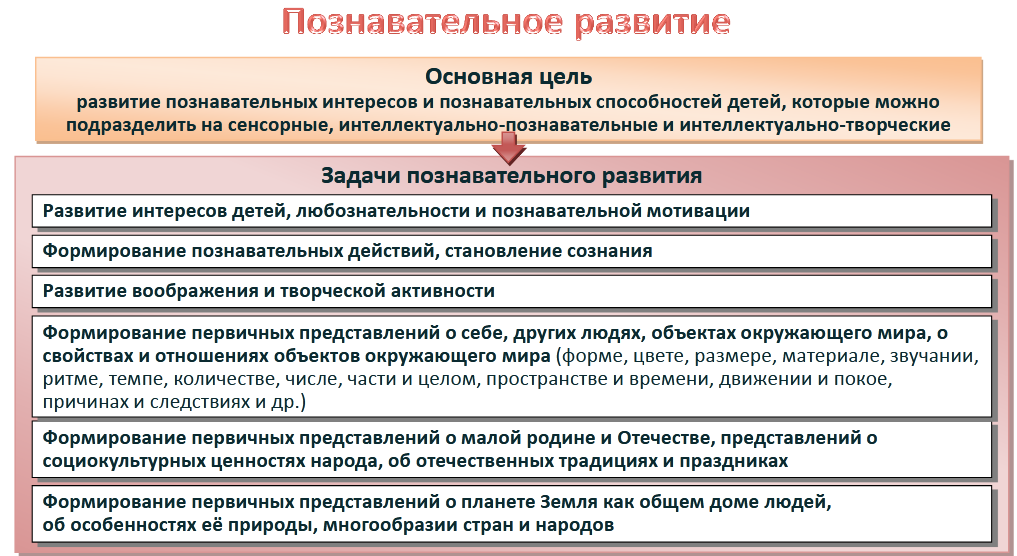 Познавательное развитие
Основная цель
развитие познавательных интересов и познавательных способностей детей, которые можно
подразделить на сенсорные, интеллектуально-познавательные и интеллектуально-творческие
Задачи познавательного развития
Развитие интересов детей, любознательности и познавательной мотивации
Формирование познавательных действий, становление сознания
Развитие воображения и творческой активности
Формирование первичных представлений о себе, других людях, объектах окружающего мира, о
свойствах и отношениях объектов окружающего мира (форме, цвете, размере, материале, звучании,
ритме, темпе, количестве, числе, части и целом, пространстве и времени, движении и покое,
причинах и следствиях и др.)
Формирование первичных представлений о малой родине и Отечестве, представлений о
социокультурных ценностях народа, об отечественных традициях и праздниках
Формирование первичных представлений о планете Земля как общем доме людей,
об особенностях её природы, многообразии стран и народов